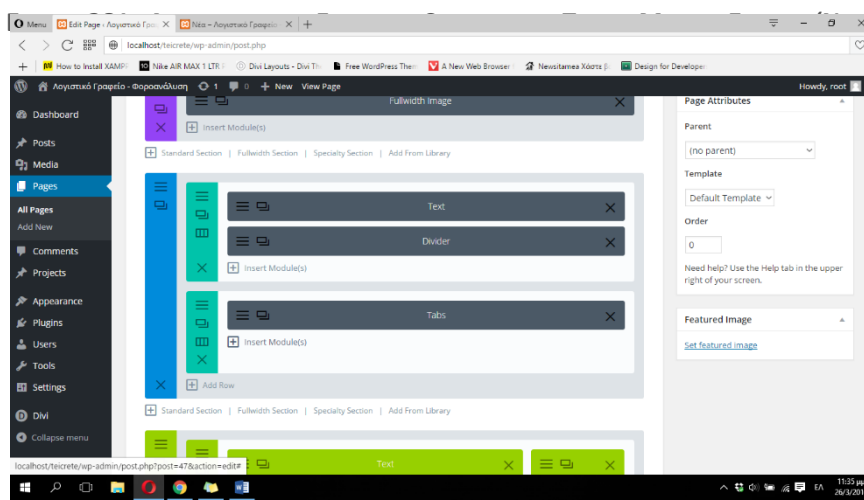 Menu
Edit Page ‹ Λογιστικό Γραφ
Νέα – Λογιστικό Γραφείο
localhost/teicrete/wp-admin/post.php
How to Install XAMP
Nike AIR MAX 1 LTR
Divi Layouts - Divi Th
Free WordPress Them
A New Web Browser
Newsitamea Χάρτα β
Design for Developer
Λογιστικό Γραφείο - Φοροανάλυση
1
0
New
View Page
Howdy, root
Dashboard
Posts
Media
Pages
All Pages
Add New
Comments
Projects
Appearance
Plugins
Users
Tools
Settings
Divi
Collapse menu
Fullwidth Image
Insert Module(s)
Standard Section | Fullwidth Section | Specialty Section | Add From Library
Text
Divider
Insert Module(s)
Tabs
Insert Module(s)
Add Row
Standard Section | Fullwidth Section | Specialty Section | Add From Library
Text
Page Attributes
Parent
(no parent)
Template
Default Template
Order
0
Need help? Use the Help tab in the upper
right of your screen.
Featured Image
Set featured image
localhost/teicrete/wp-admin/post.php?post=47&action=edit#
ΕΛ
11:35 μμ
26/3/201